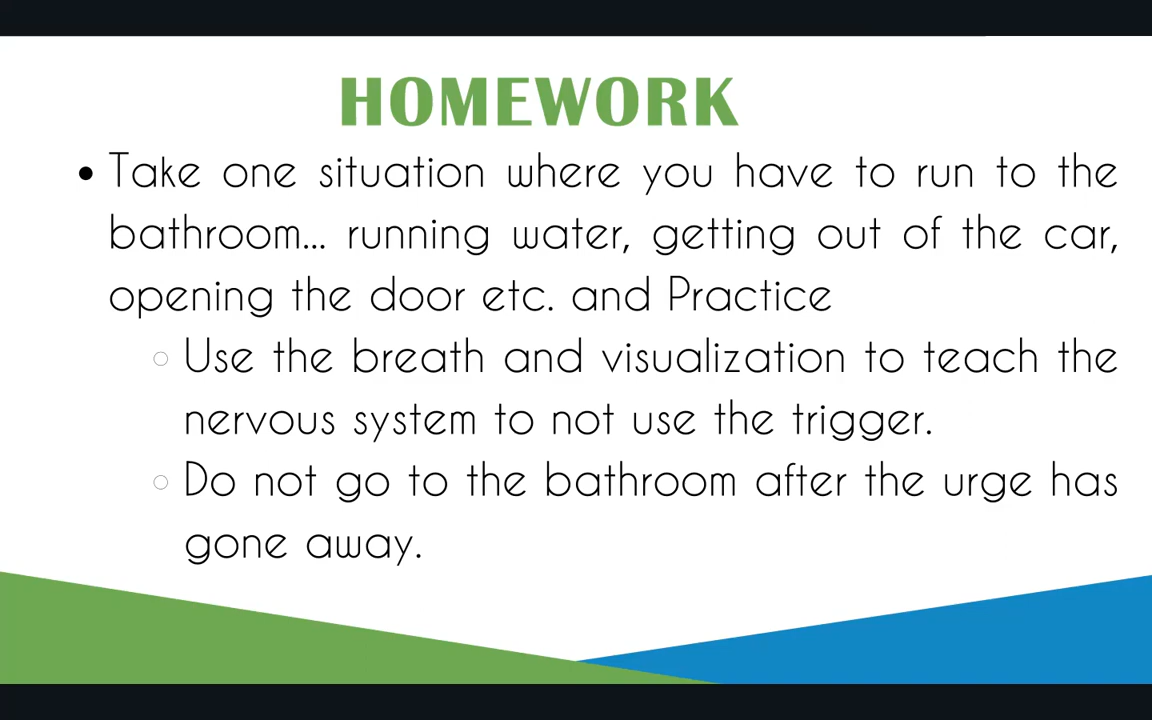 HOMEWORK
• Take one situation where you have to run to the
bathroom... running water, getting out of the car,
opening the door etc. and Practice
○ Use the breath and visualization to teach the
nervous system to not use the trigger.
○ Do not go to the bathroom after the urge has
gone away.